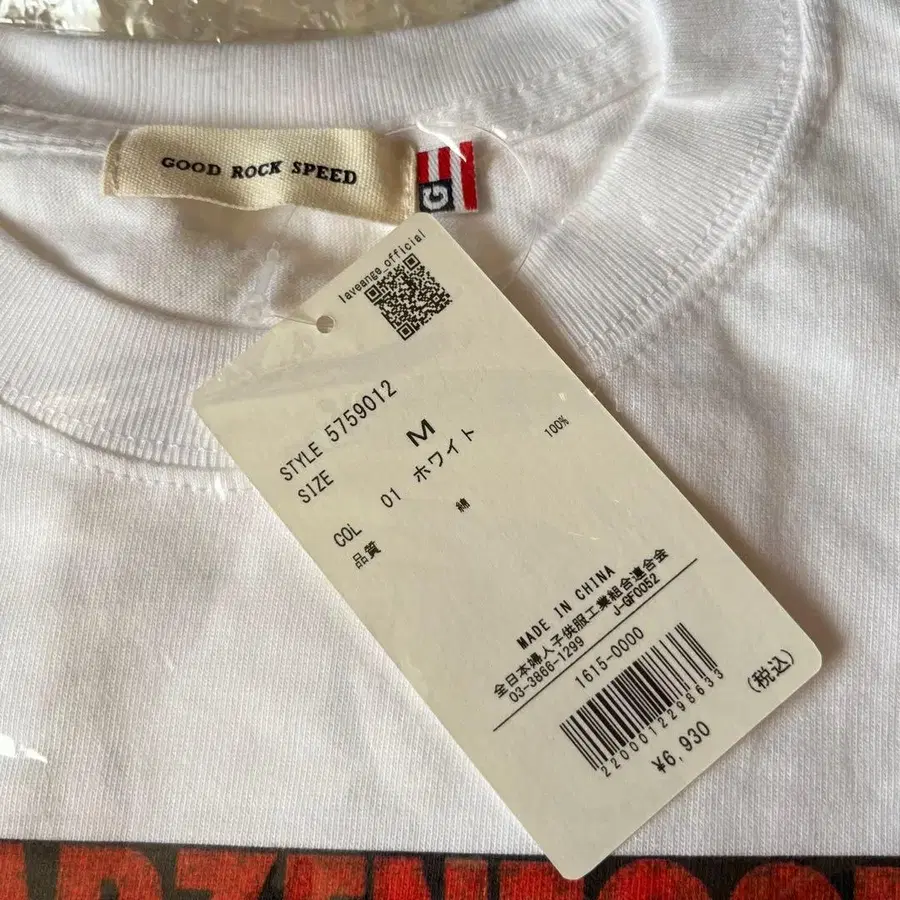 GOOD ROCK SPEED
G
laveange_official
STYLE 5759012
SIZE M
COL 01 ホワイト
品質 綿 100%
MADE IN CHINA
全日本婦人子供服工業組合連合会
03-3866-1299 J-GF0052
1615-0000
2200012298633
¥6,930 (税込)